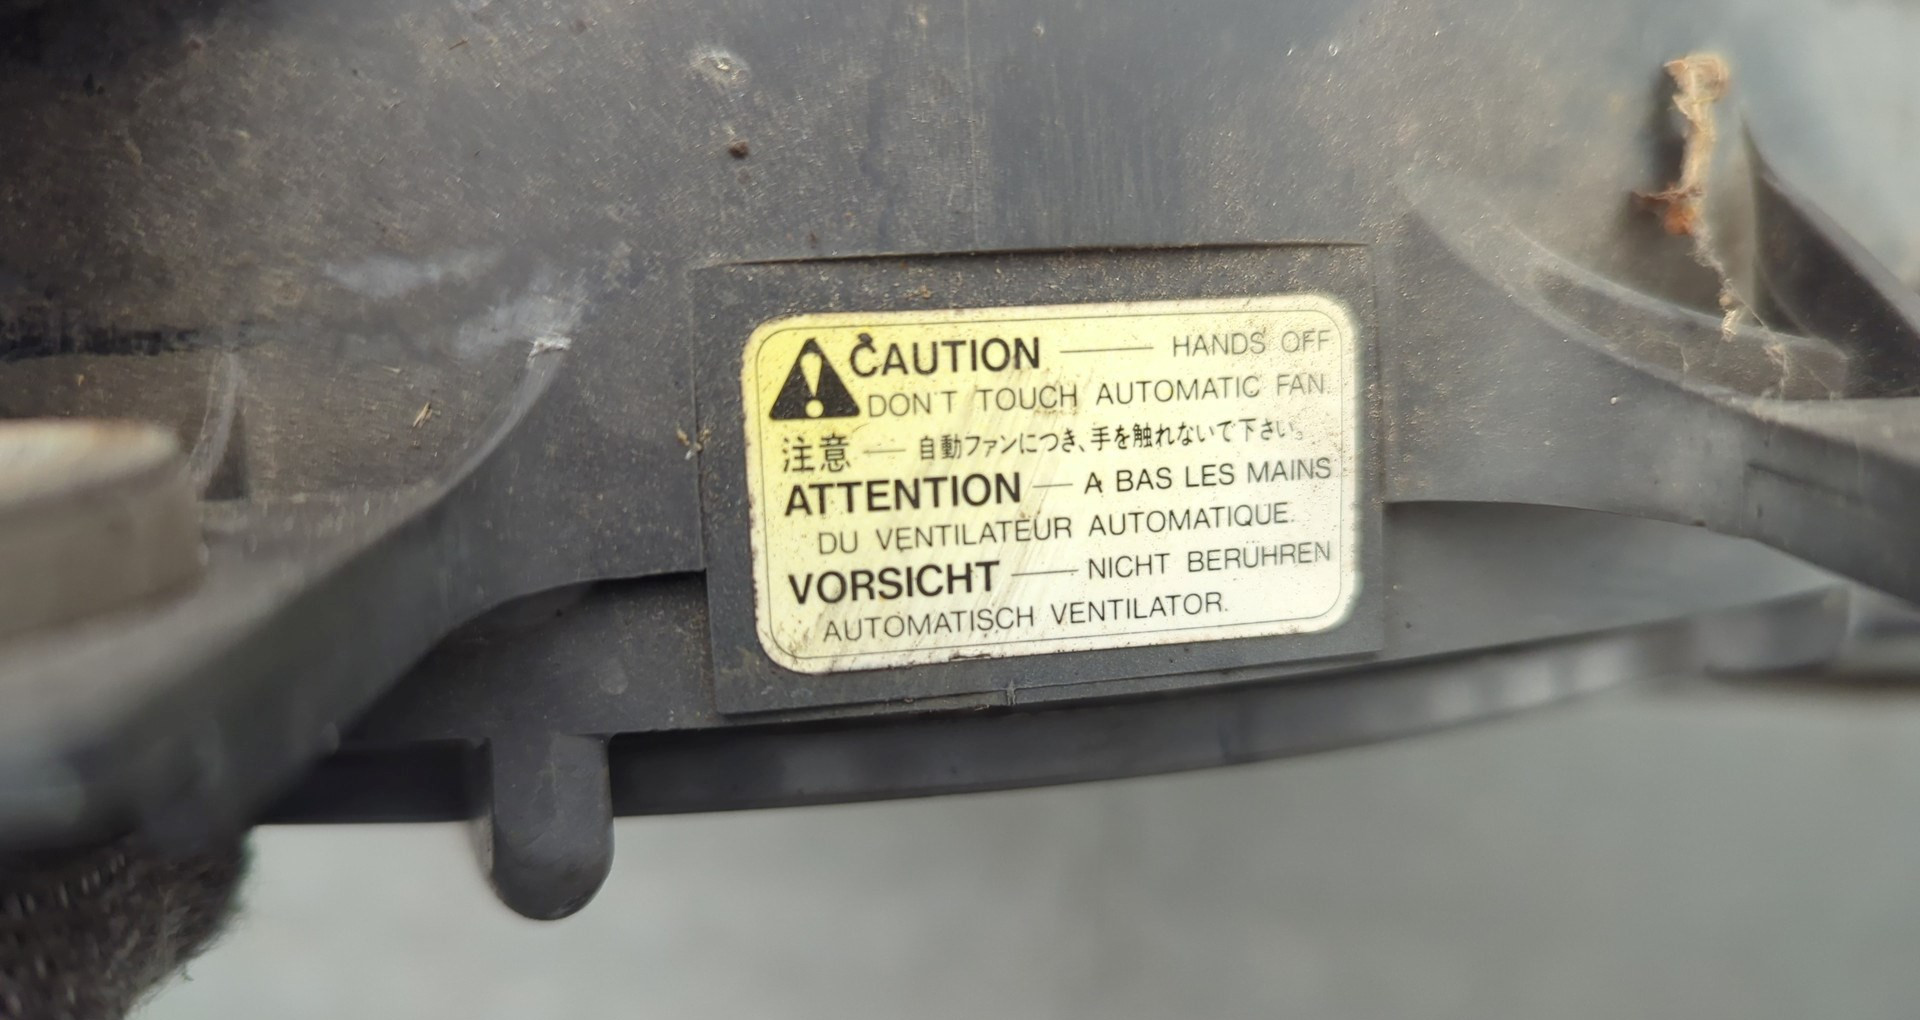 CAUTION — HANDS OFF
DON'T TOUCH AUTOMATIC FAN.
注意 — 自動ファンにつき、手を触れないで下さい。
ATTENTION — A BAS LES MAINS
DU VENTILATEUR AUTOMATIQUE.
VORSICHT — NICHT BERÜHREN
AUTOMATISCH VENTILATOR.